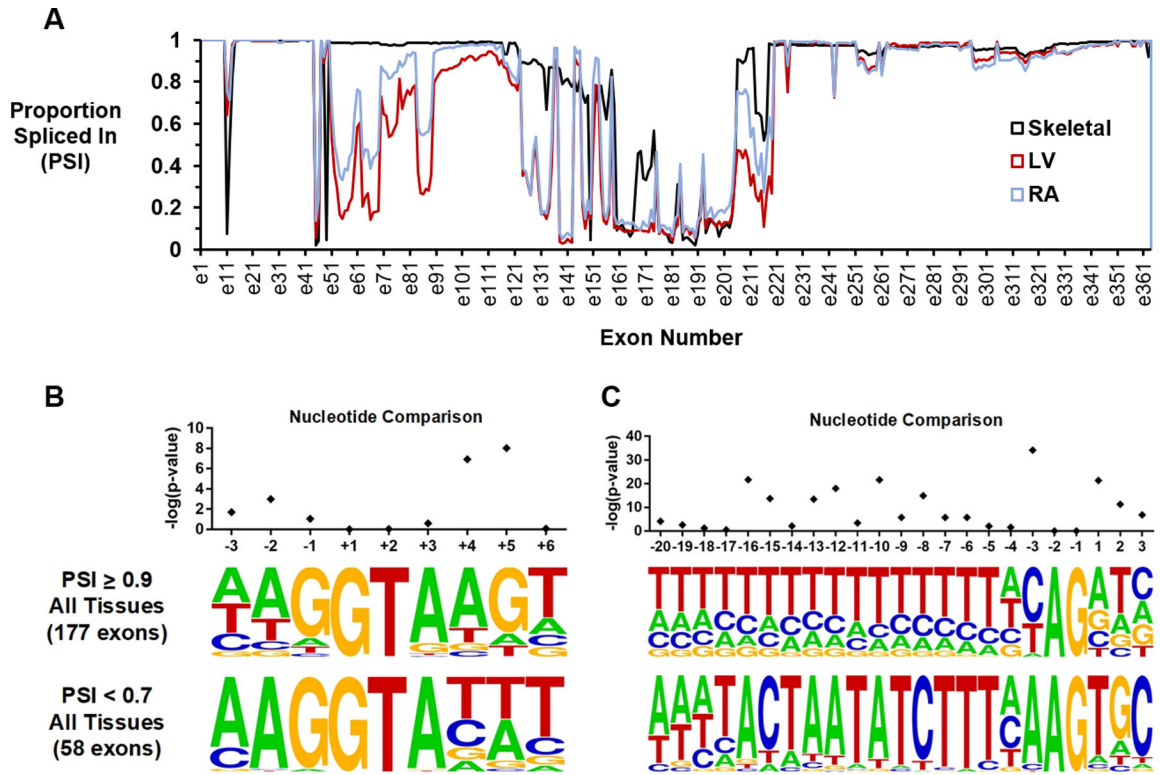 A
Proportion
Spliced In
(PSI)
1
0.8
0.6
0.4
0.2
0
Skeletal
LV
RA
e1 e11 e21 e31 e41 e51 e61 e71 e81 e91 e101 e111 e121 e131 e141 e151 e161 e171 e181 e191 e201 e211 e221 e231 e241 e251 e261 e271 e281 e291 e301 e311 e321 e331 e341 e351 e361
Exon Number
B
Nucleotide Comparison
-log(p-value)
10
8
6
4
2
0
-3 -2 -1 +1 +2 +3 +4 +5 +6
PSI ≥ 0.9
All Tissues
(177 exons)
AAGGTAAGT
PSI < 0.7
All Tissues
(58 exons)
AAGGTATTT
C
Nucleotide Comparison
-log(p-value)
40
30
20
10
0
-20 -19 -18 -17 -16 -15 -14 -13 -12 -11 -10 -9 -8 -7 -6 -5 -4 -3 -2 -1 1 2 3
TTTTTTTTTTTTTTTTACAGATC
AAATACTAATATCTTTAAAGTGC